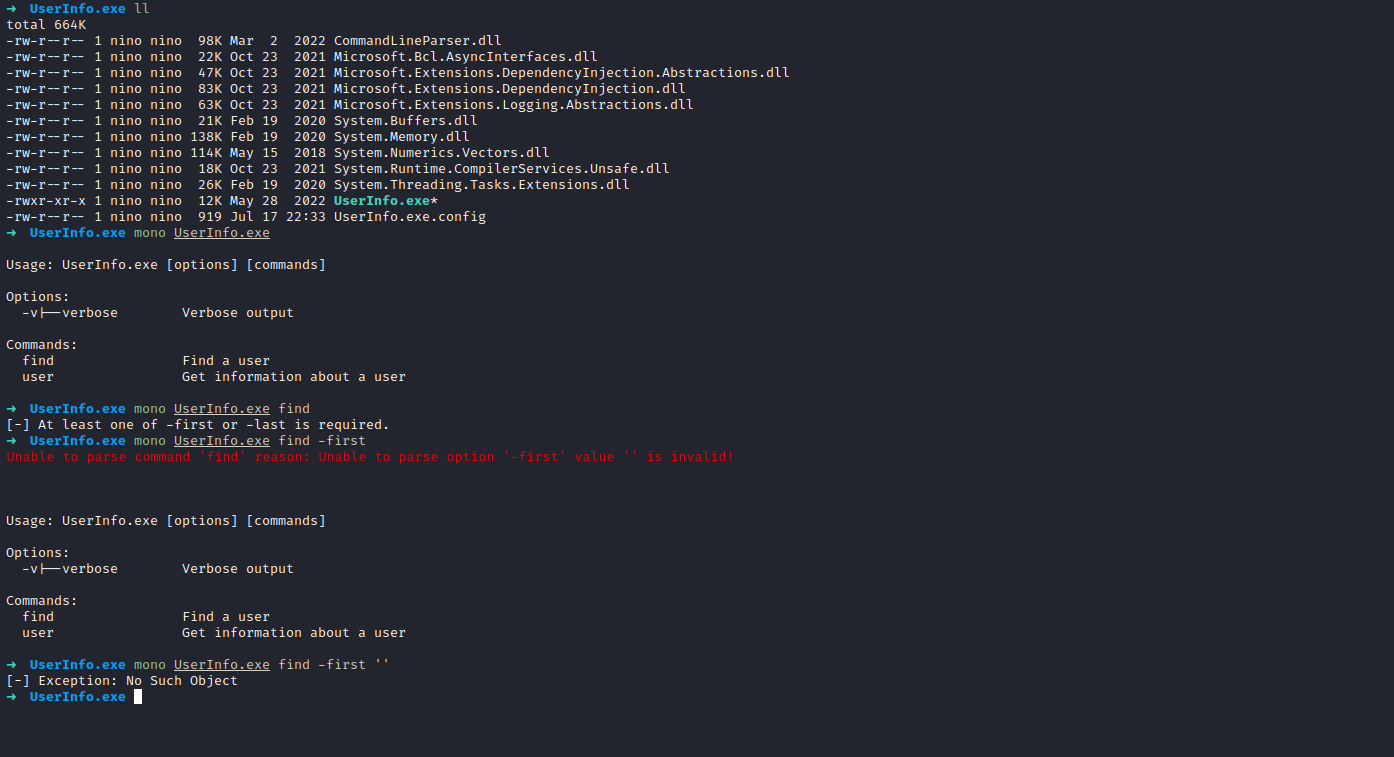 → UserInfo.exe ll
total 664K
-rw-r--r-- 1 nino nino  98K Mar  2  2022 CommandLineParser.dll
-rw-r--r-- 1 nino nino  22K Oct 23  2021 Microsoft.Bcl.AsyncInterfaces.dll
-rw-r--r-- 1 nino nino  47K Oct 23  2021 Microsoft.Extensions.DependencyInjection.Abstractions.dll
-rw-r--r-- 1 nino nino  83K Oct 23  2021 Microsoft.Extensions.DependencyInjection.dll
-rw-r--r-- 1 nino nino  63K Oct 23  2021 Microsoft.Extensions.Logging.Abstractions.dll
-rw-r--r-- 1 nino nino  21K Feb 19  2020 System.Buffers.dll
-rw-r--r-- 1 nino nino 138K Feb 19  2020 System.Memory.dll
-rw-r--r-- 1 nino nino 114K May 15  2018 System.Numerics.Vectors.dll
-rw-r--r-- 1 nino nino  18K Oct 23  2021 System.Runtime.CompilerServices.Unsafe.dll
-rw-r--r-- 1 nino nino  26K Feb 19  2020 System.Threading.Tasks.Extensions.dll
-rwxr-xr-x 1 nino nino  12K May 28  2022 UserInfo.exe*
-rw-r--r-- 1 nino nino  919 Jul 17 22:33 UserInfo.exe.config
→ UserInfo.exe mono UserInfo.exe
Usage: UserInfo.exe [options] [commands]
Options:
  -v|--verbose        Verbose output
Commands:
  find                Find a user
  user                Get information about a user
→ UserInfo.exe mono UserInfo.exe find
[-] At least one of -first or -last is required.
→ UserInfo.exe mono UserInfo.exe find -first
Unable to parse command 'find' reason: Unable to parse option '-first' value '' is invalid!
Usage: UserInfo.exe [options] [commands]
Options:
  -v|--verbose        Verbose output
Commands:
  find                Find a user
  user                Get information about a user
→ UserInfo.exe mono UserInfo.exe find -first ''
[-] Exception: No Such Object
→ UserInfo.exe